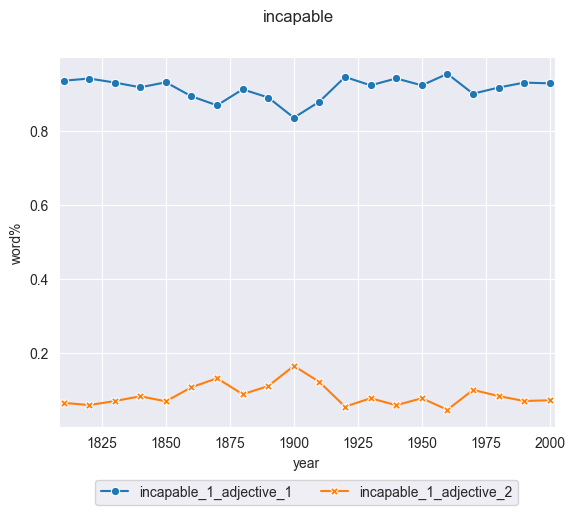 incapable
word%
0.8
0.6
0.4
0.2
1825 1850 1875 1900 1925 1950 1975 2000
year
incapable_1_adjective_1 incapable_1_adjective_2